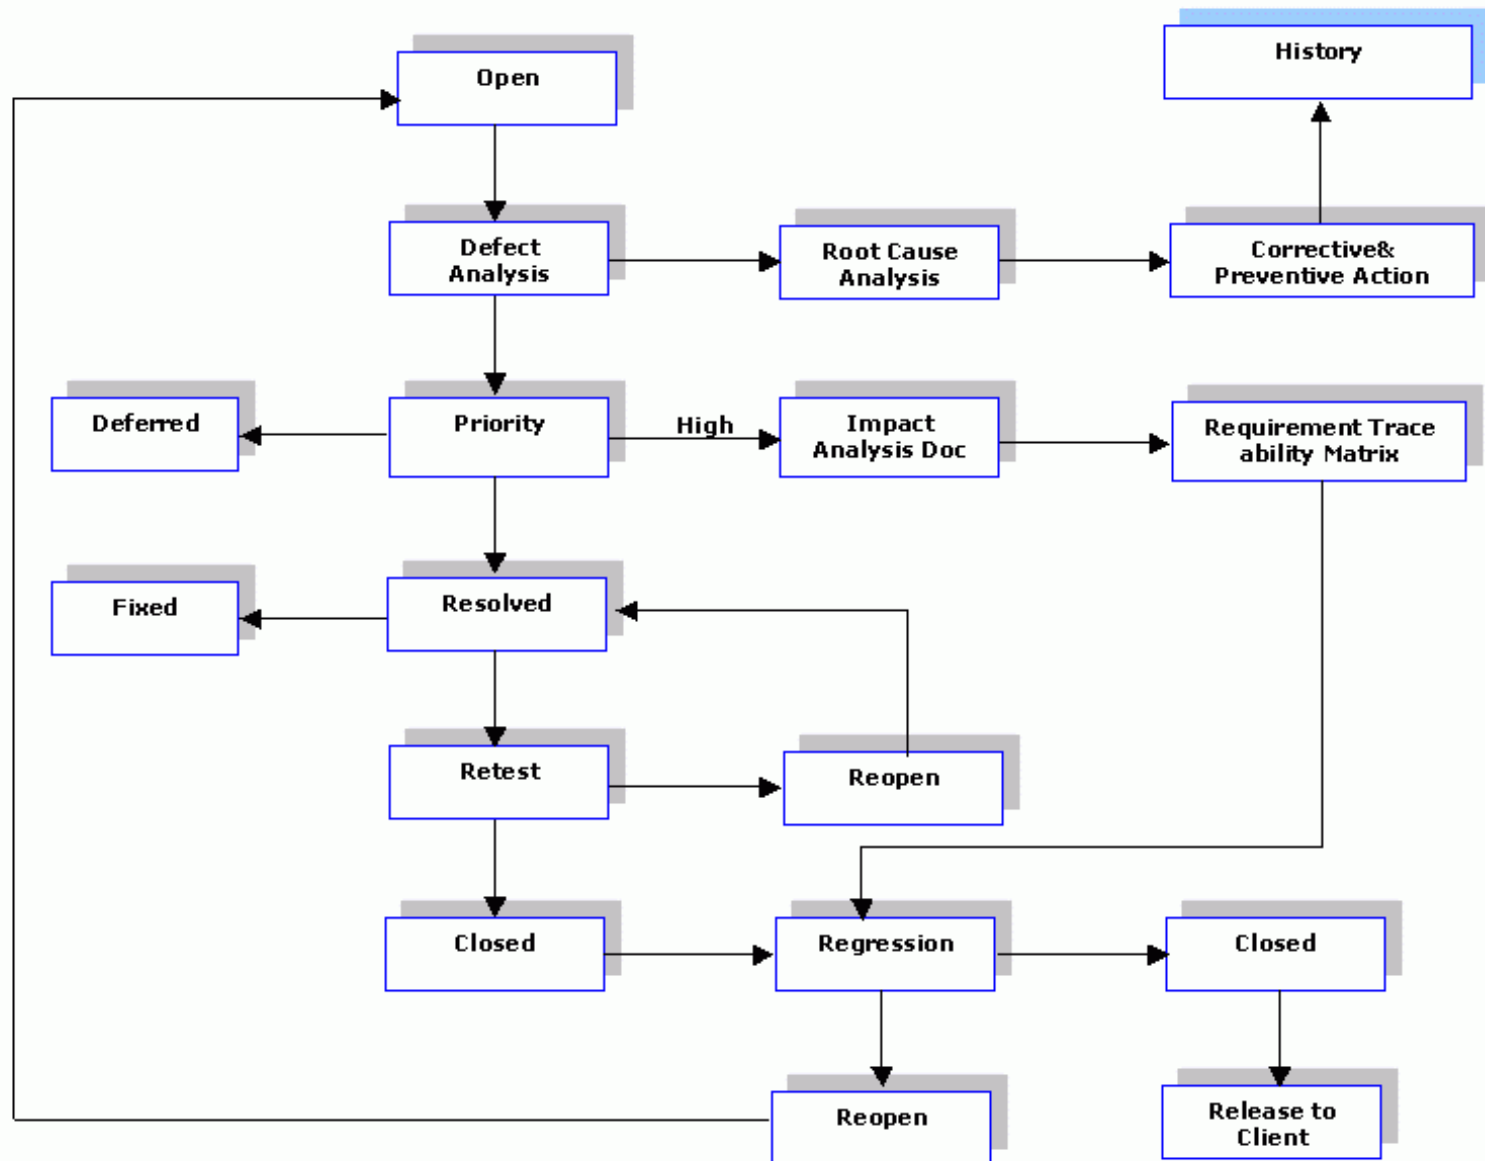 Open
History
Defect
Analysis
Root Cause
Analysis
Corrective&
Preventive Action
Deferred
Priority
High
Impact
Analysis Doc
Requirement Trace
ability Matrix
Fixed
Resolved
Retest
Reopen
Closed
Regression
Closed
Reopen
Release to
Client